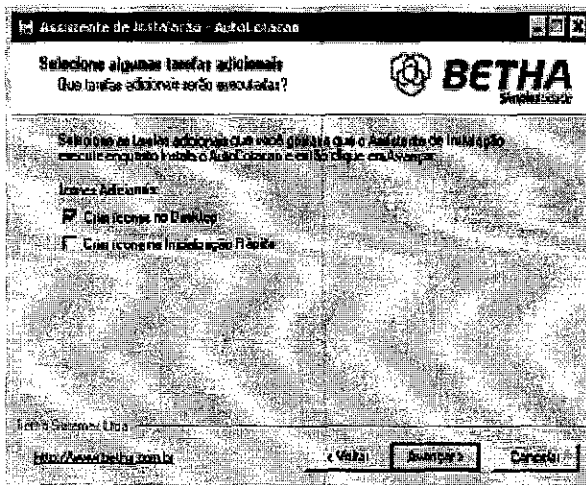 Assistente de Instalação - AutoCotacao
Selecione algumas tarefas adicionais
Que tarefas adicionais serão executadas?
BETHA
Selecione as tarefas adicionais que você gostaria que o Assistente de Instalação
execute enquanto instala o AutoCotacao e então clique em Avançar.
Ícones Adicionais:
Criar ícones no Desktop
Criar ícone na Inicialização Rápida
Betha Sistemas Ltda
http://www.betha.com.br
< Voltar
Avançar >
Cancelar